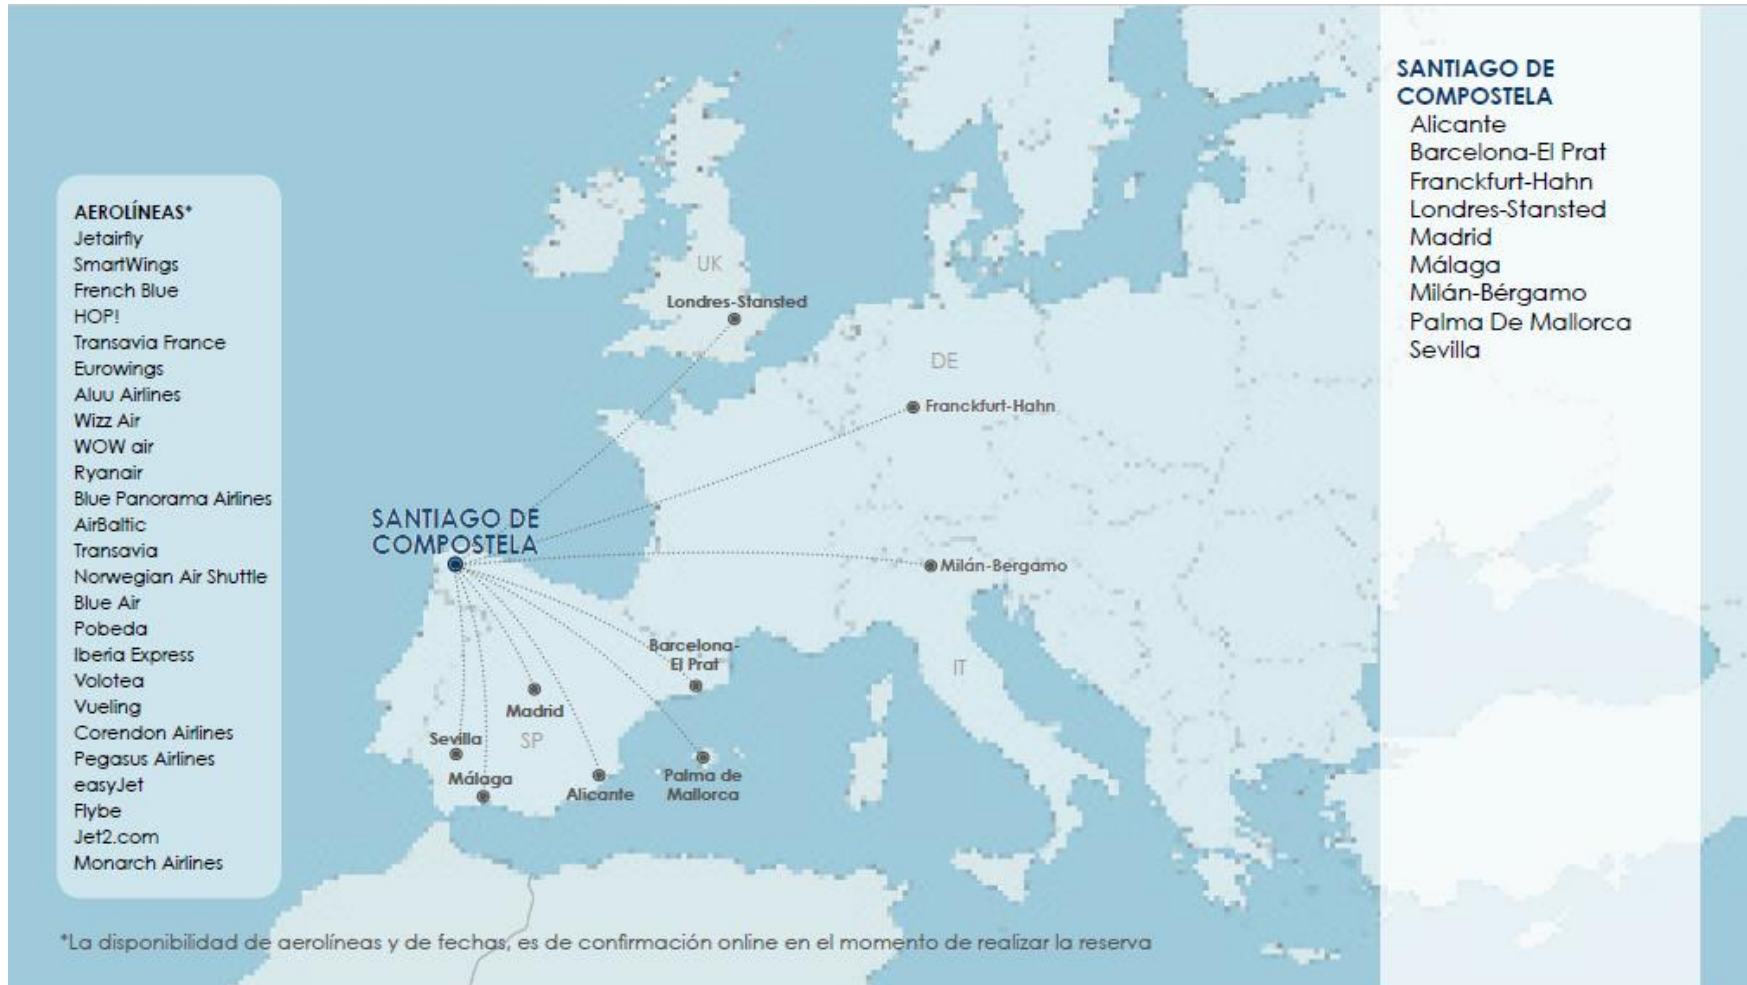 AEROLÍNEAS*
Jetairfly
SmartWings
French Blue
HOP!
Transavia France
Eurowings
Aluu Airlines
Wizz Air
WOW air
Ryanair
Blue Panorama Airlines
AirBaltic
Transavia
Norwegian Air Shuttle
Blue Air
Pobeda
Iberia Express
Volotea
Vueling
Corendon Airlines
Pegasus Airlines
easyJet
Flybe
Jet2.com
Monarch Airlines
UK
Londres-Stansted
DE
Franckfurt-Hahn
SANTIAGO DE
COMPOSTELA
Milán-Bergamo
Barcelona-
El Prat
IT
Madrid
Sevilla
SP
Málaga
Alicante
Palma de
Mallorca
SANTIAGO DE
COMPOSTELA
Alicante
Barcelona-El Prat
Franckfurt-Hahn
Londres-Stansted
Madrid
Málaga
Milán-Bérgamo
Palma De Mallorca
Sevilla
*La disponibilidad de aerolíneas y de fechas, es de confirmación online en el momento de realizar la reserva